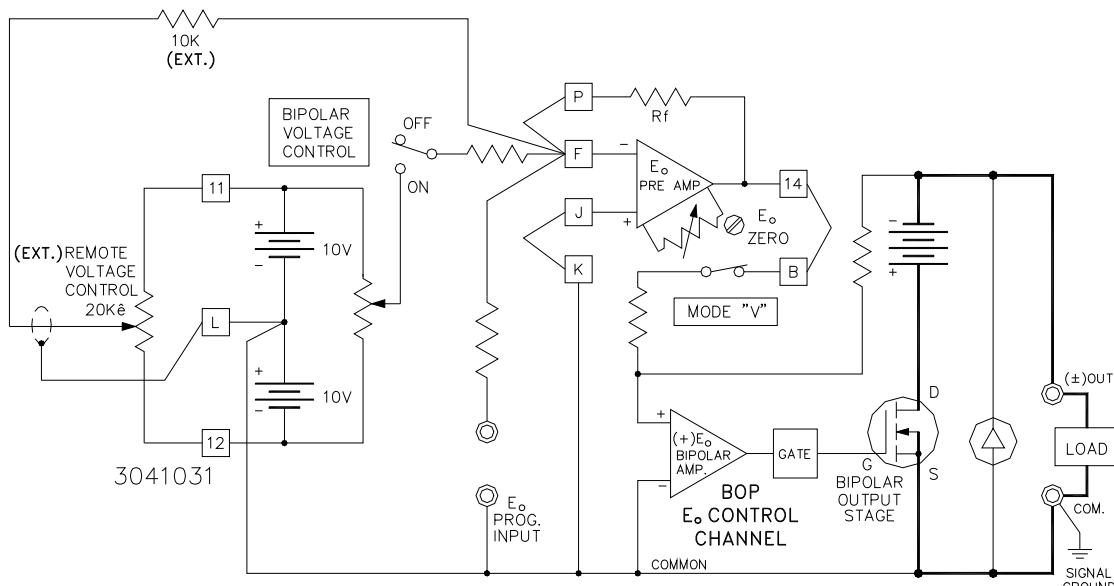 10K
(EXT.)
BIPOLAR
VOLTAGE
CONTROL
OFF
ON
P
Rf
F
-
Eo
PRE AMP
+
J
K
14
Eo
ZERO
B
MODE "V"
11
+
-
10V
(EXT.) REMOTE
VOLTAGE
CONTROL
20Kê
L
+
-
10V
12
3041031
Eo
PROG.
INPUT
+
(+)Eo
BIPOLAR
AMP.
-
GATE
BOP
Eo CONTROL
CHANNEL
G
D
S
BIPOLAR
OUTPUT
STAGE
-
+
(±)OUT
LOAD
COM.
COMMON
SIGNAL
GROUND